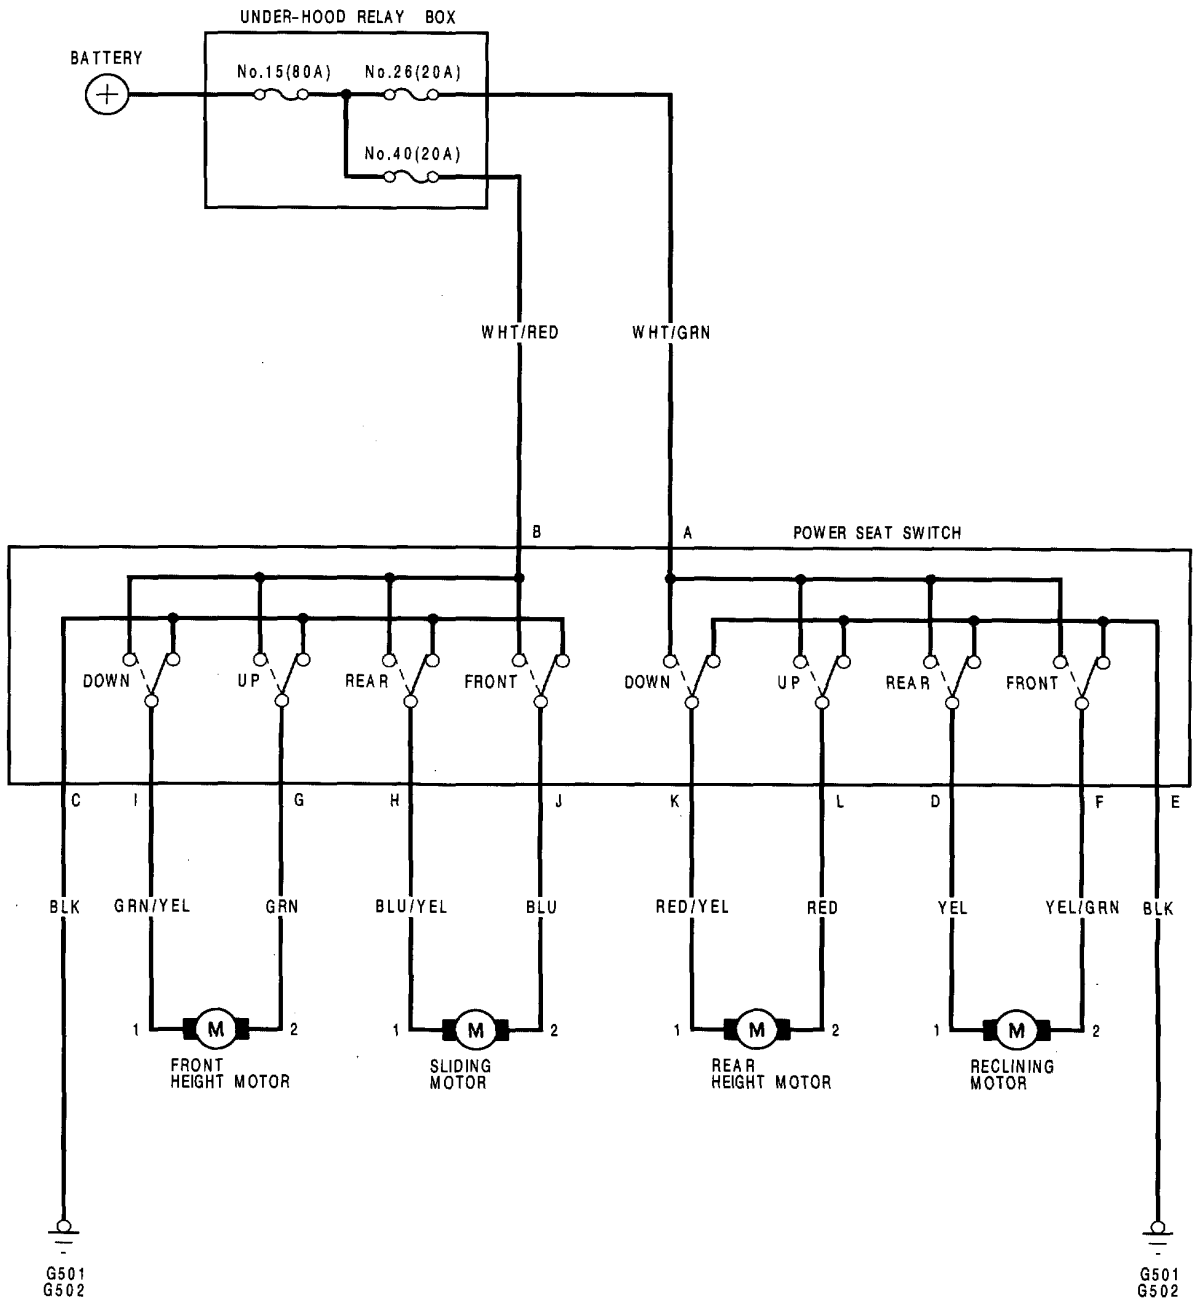 UNDER-HOOD RELAY BOX
BATTERY
+
No.15(80A)
No.26(20A)
No.40(20A)
WHT/RED
WHT/GRN
B
A
POWER SEAT SWITCH
DOWN
UP
REAR
FRONT
DOWN
UP
REAR
FRONT
C
I
G
H
J
K
L
D
F
E
BLK
GRN/YEL
GRN
BLU/YEL
BLU
RED/YEL
RED
YEL
YEL/GRN
BLK
1
M
2
1
M
2
1
M
2
1
M
2
FRONT
HEIGHT MOTOR
SLIDING
MOTOR
REAR
HEIGHT MOTOR
RECLINING
MOTOR
G501
G502
G501
G502